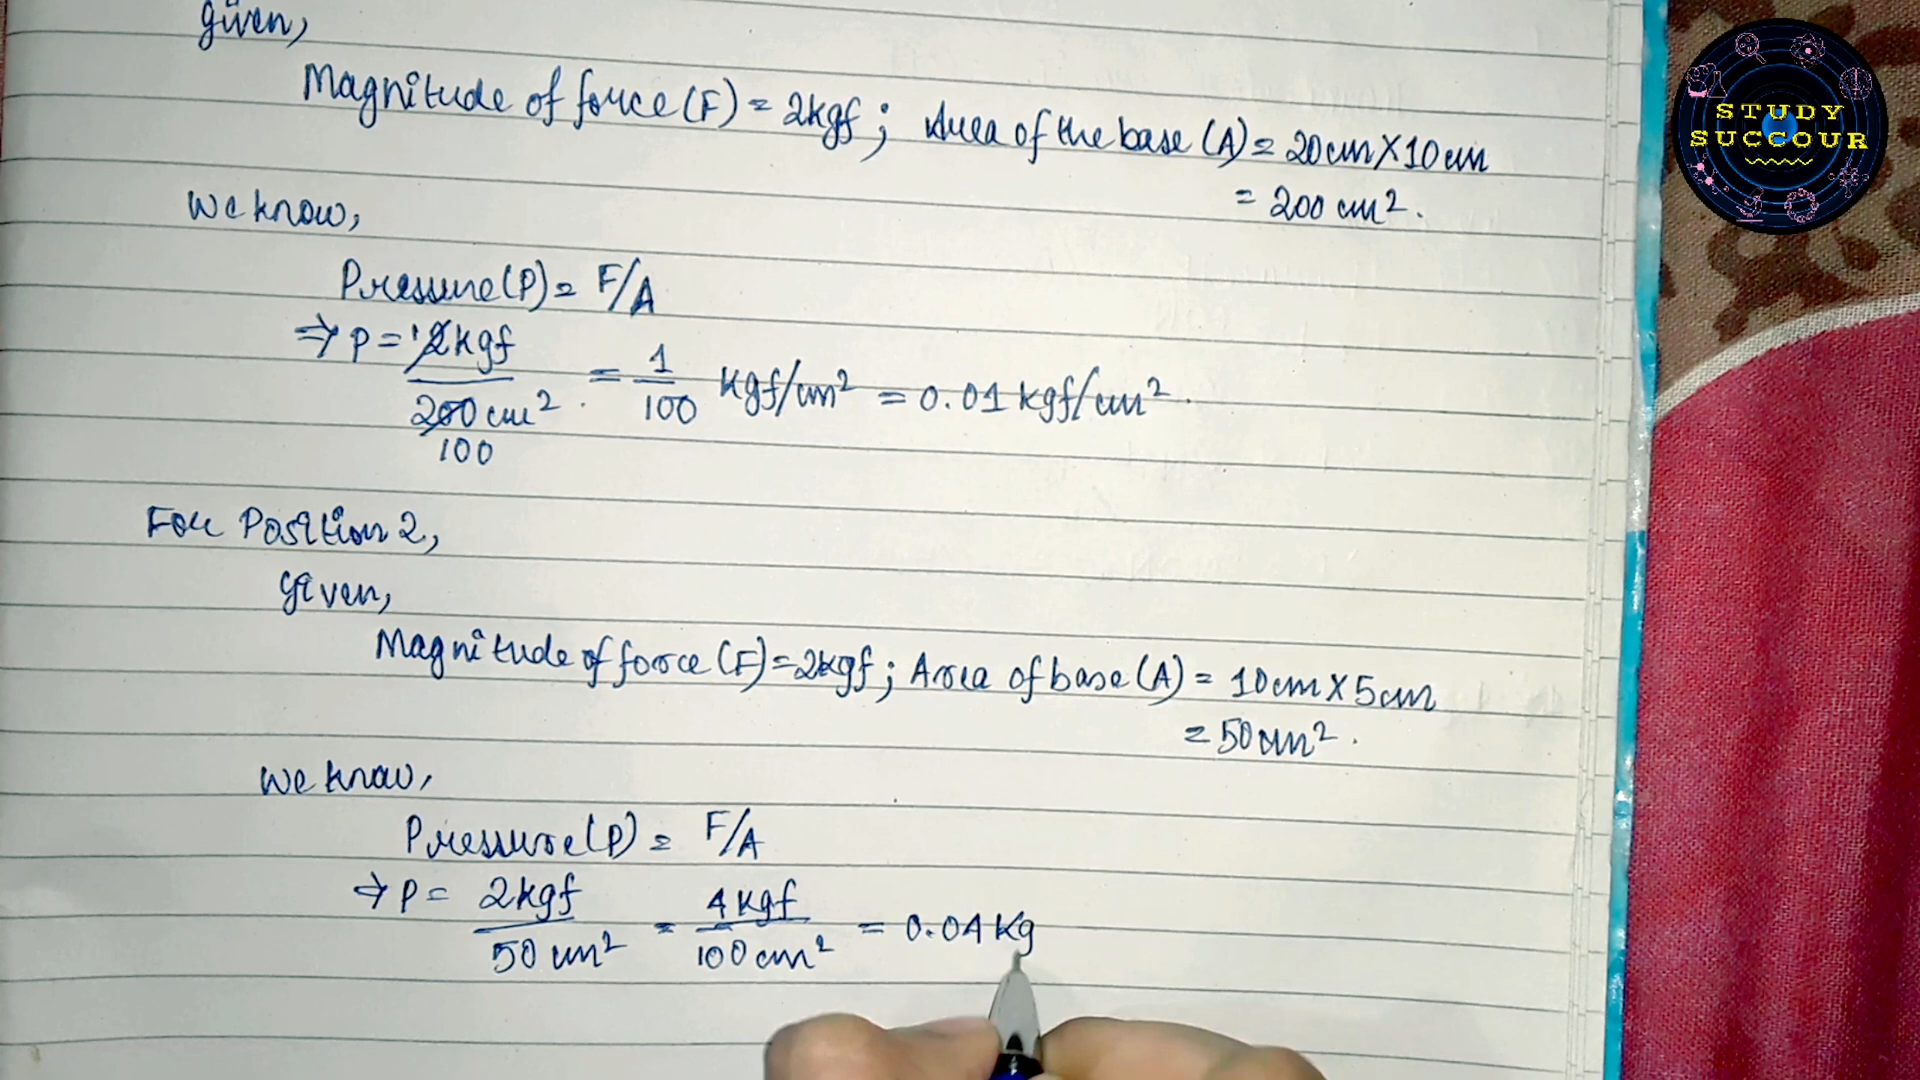 given,
Magnitude of force (F) = 2kgf ; Area of the base (A) = 20cm X 10cm
= 200 cm².
We know,
Pressure (P) = F/A
⇒ P = 1 2kgf / 200 cm² 100 = 1/100 kgf/cm² = 0.01 kgf/cm².
For Position 2,
Given,
Magnitude of force (F) = 2kgf ; Area of base (A) = 10cm X 5cm
= 50cm².
We know,
Pressure (P) = F/A
⇒ P = 2kgf / 50 cm² = 4kgf / 100 cm² = 0.04 Kg
STUDY
SUCCOUR